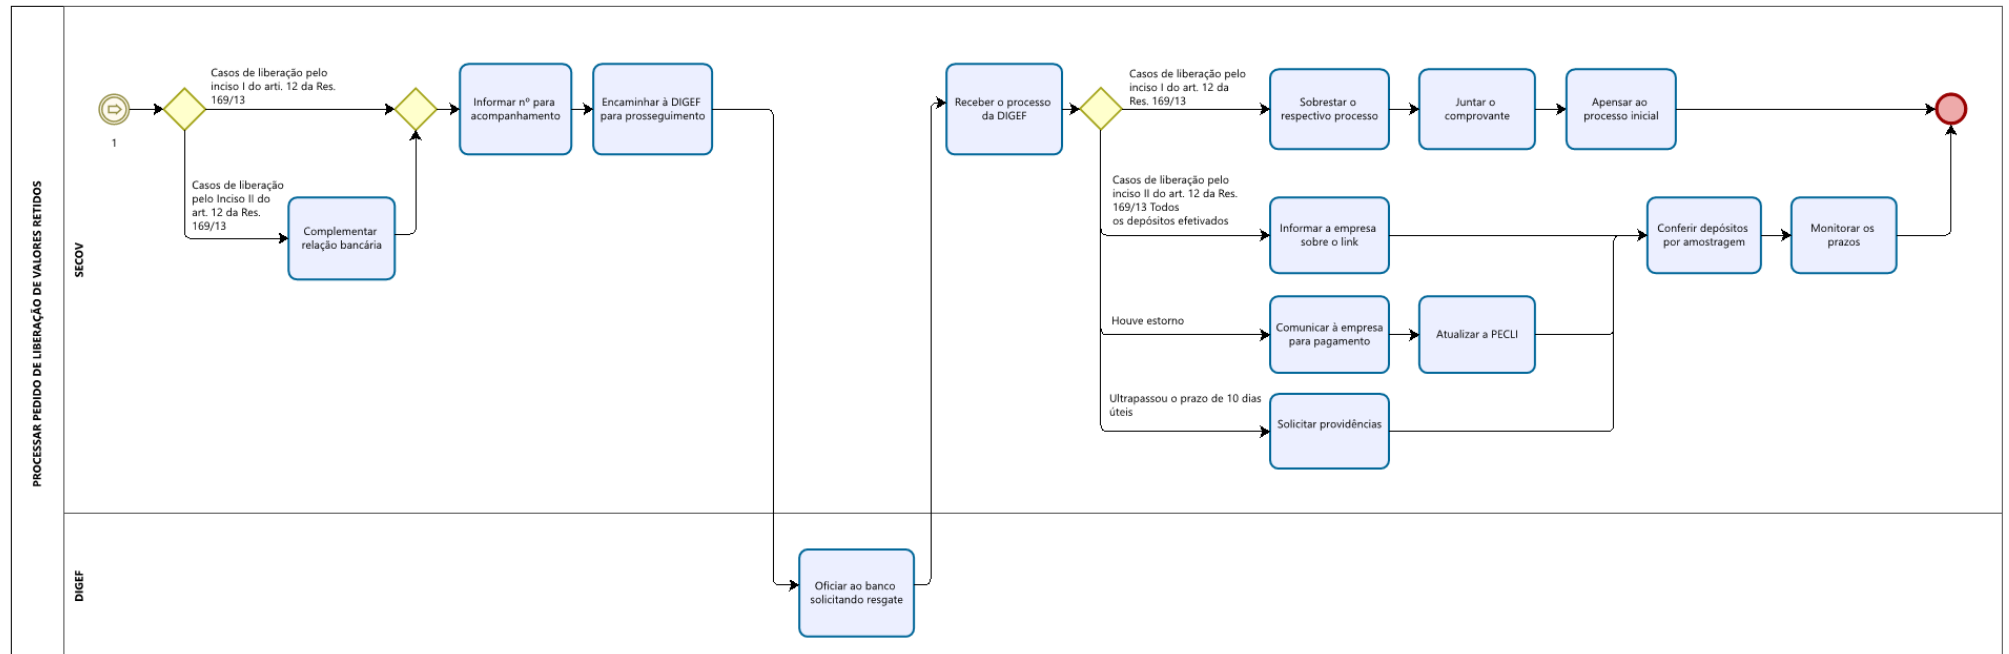 PROCESSAR PEDIDO DE LIBERAÇÃO DE VALORES RETIDOS
SECOV
1
Casos de liberação pelo
inciso I do arti. 12 da Res.
169/13
Casos de liberação
pelo Inciso II do
art. 12 da Res.
169/13
Complementar
relação bancária
Informar nº para
acompanhamento
Encaminhar à DIGEF
para prosseguimento
Receber o processo
da DIGEF
Casos de liberação pelo
inciso I do art. 12 da
Res. 169/13
Sobrestar o
respectivo processo
Juntar o
comprovante
Apensar ao
processo inicial
Casos de liberação pelo
inciso II do art. 12 da Res.
169/13 Todos
os depósitos efetivados
Informar a empresa
sobre o link
Conferir depósitos
por amostragem
Monitorar os
prazos
Houve estorno
Comunicar à empresa
para pagamento
Atualizar a PECLI
Ultrapassou o prazo de 10 dias
úteis
Solicitar providências
DIGEF
Oficiar ao banco
solicitando resgate